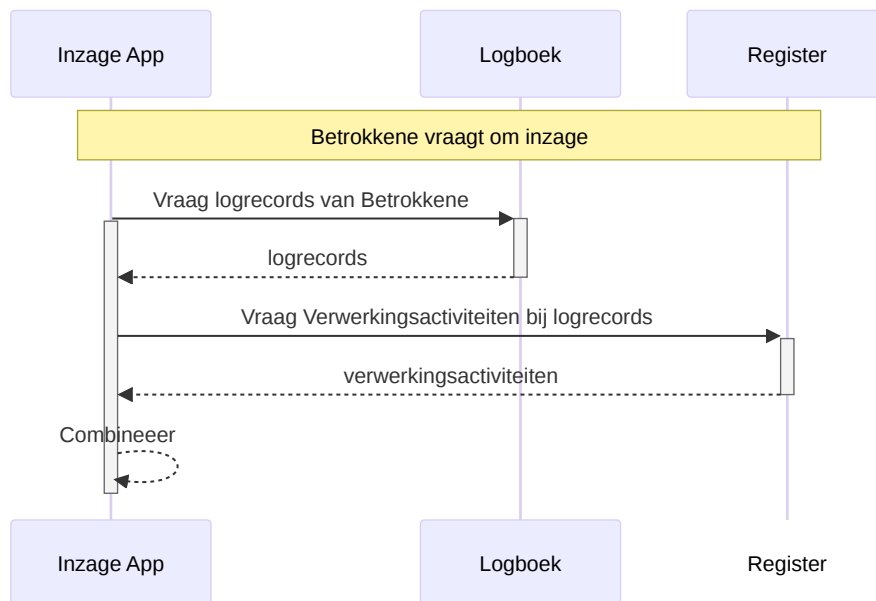 Inzage App
Logboek
Register
Betrokkene vraagt om inzage
Vraag logrecords van Betrokkene
logrecords
Vraag Verwerkingsactiviteiten bij logrecords
verwerkingsactiviteiten
Combineeer
Inzage App
Logboek
Register